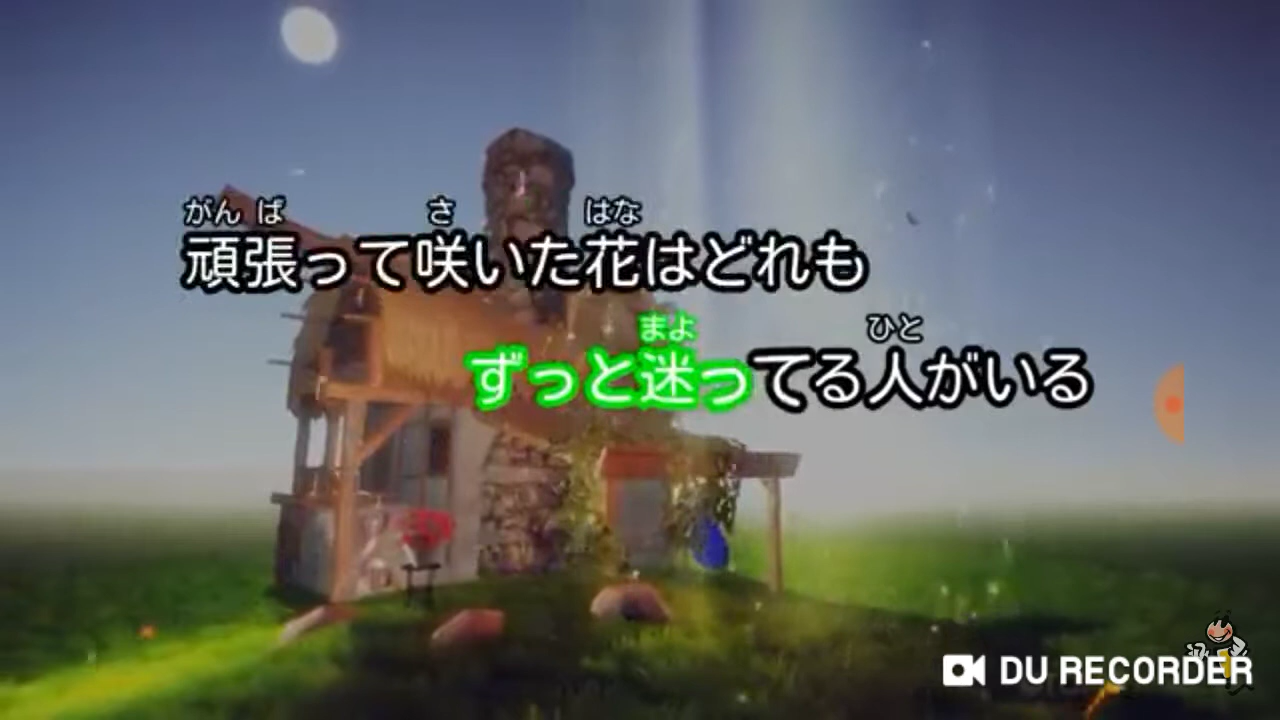 がんば さ はな
頑張って咲いた花はどれも
まよ ひと
ずっと迷ってる人がいる
DU RECORDER